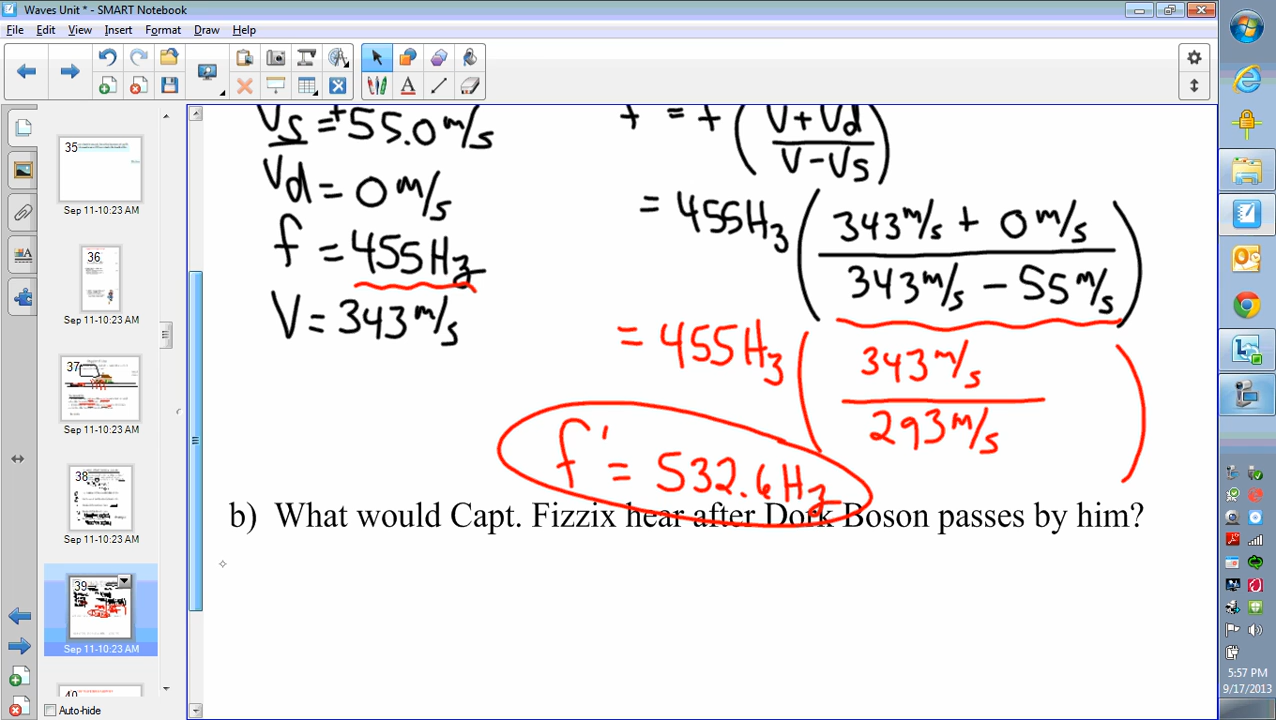 Waves Unit * - SMART Notebook
File Edit View Insert Format Draw Help
35
Sep 11-10:23 AM
36
Sep 11-10:23 AM
37
Sep 11-10:23 AM
38
Sep 11-10:23 AM
39
Sep 11-10:23 AM
40
Auto-hide
Vs = +55.0 m/s
Vd = 0 m/s
f = 455 Hz
V = 343 m/s
f' = f (V + Vd / V - Vs)
= 455 Hz (343 m/s + 0 m/s / 343 m/s - 55 m/s)
= 455 Hz (343 m/s / 293 m/s)
f' = 532.6 Hz
b) What would Capt. Fizzix hear after Dork Boson passes by him?
5:57 PM
9/17/2013